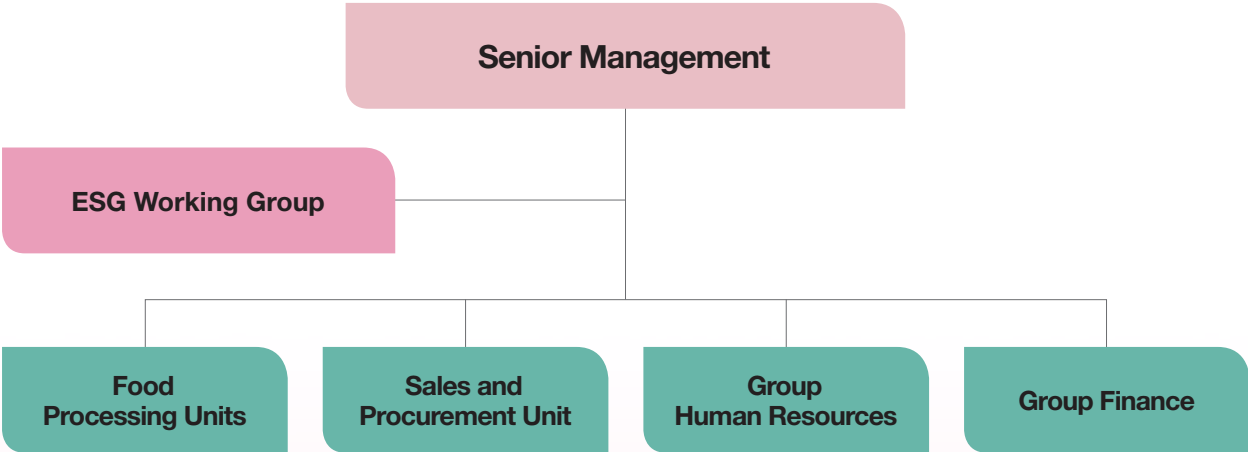 Senior Management
ESG Working Group
Food
Processing Units
Sales and
Procurement Unit
Group
Human Resources
Group Finance